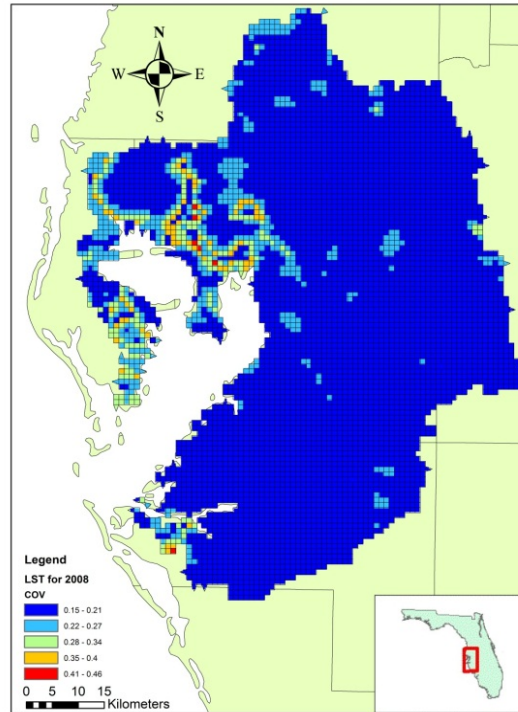 N
W E
S
Legend
LST for 2008
COV
0.15 - 0.21
0.22 - 0.27
0.28 - 0.34
0.35 - 0.4
0.41 - 0.46
0 5 10 15
Kilometers